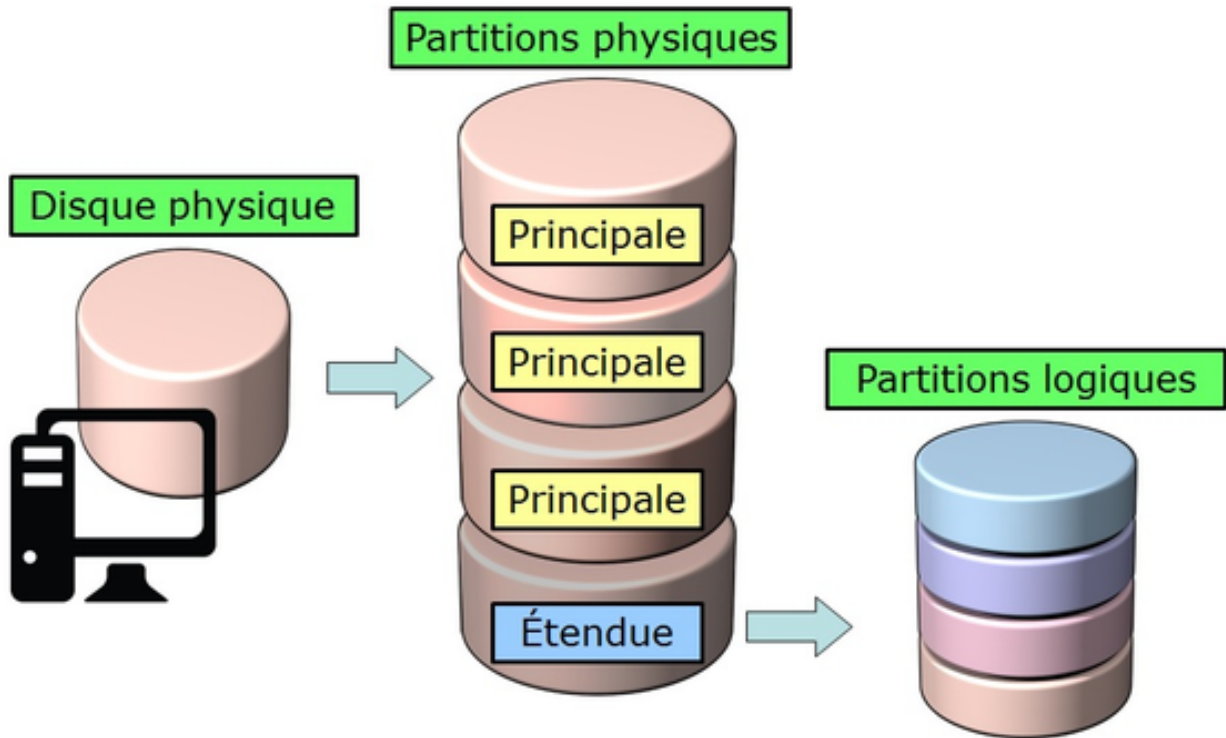 Partitions physiques
Disque physique
Principale
Principale
Principale
Étendue
Partitions logiques